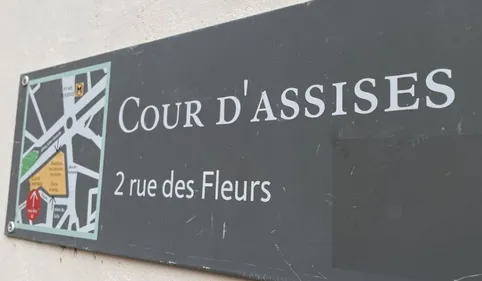 COUR D'ASSISES
2 rue des Fleurs